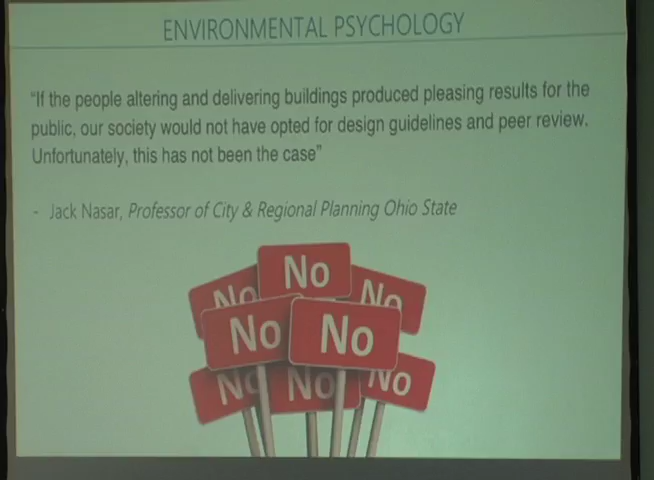 ENVIRONMENTAL PSYCHOLOGY
“If the people altering and delivering buildings produced pleasing results for the
public, our society would not have opted for design guidelines and peer review.
Unfortunately, this has not been the case”
- Jack Nasar, Professor of City & Regional Planning Ohio State
No
No
No
No
No
No
No
No